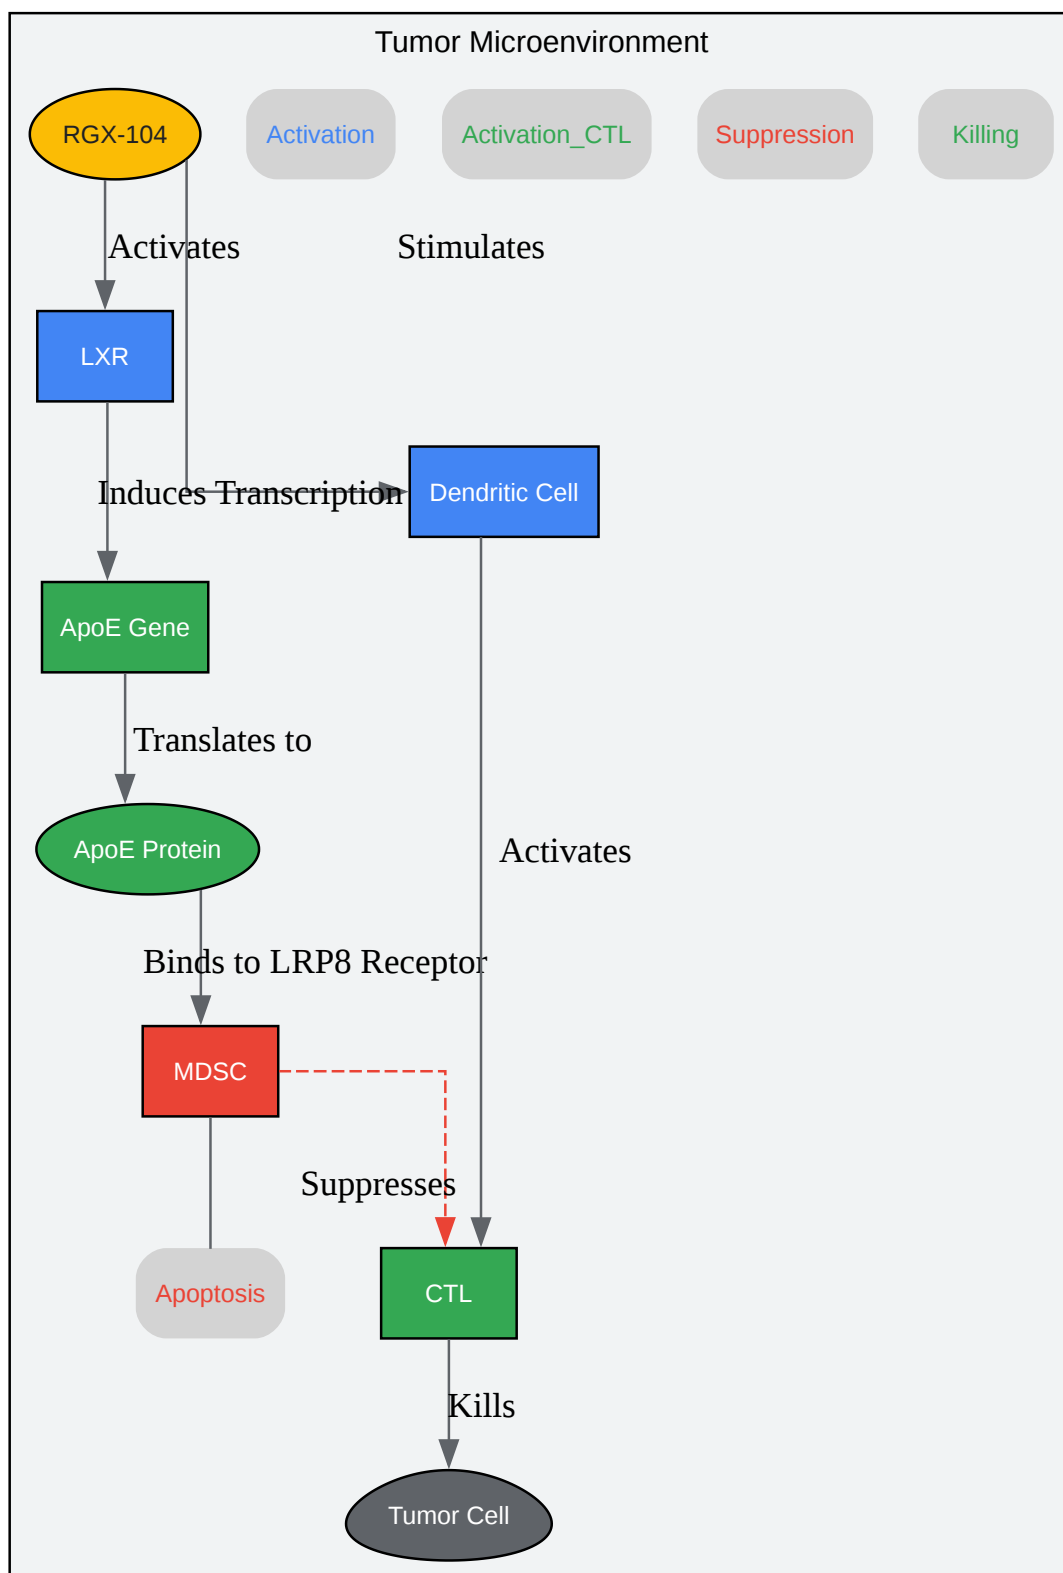 Tumor Microenvironment
RGX-104
Activation
Activation_CTL
Suppression
Killing
Activates
Stimulates
LXR
Induces Transcription
Dendritic Cell
ApoE Gene
Translates to
ApoE Protein
Activates
Binds to LRP8 Receptor
MDSC
Suppresses
Apoptosis
CTL
Kills
Tumor Cell